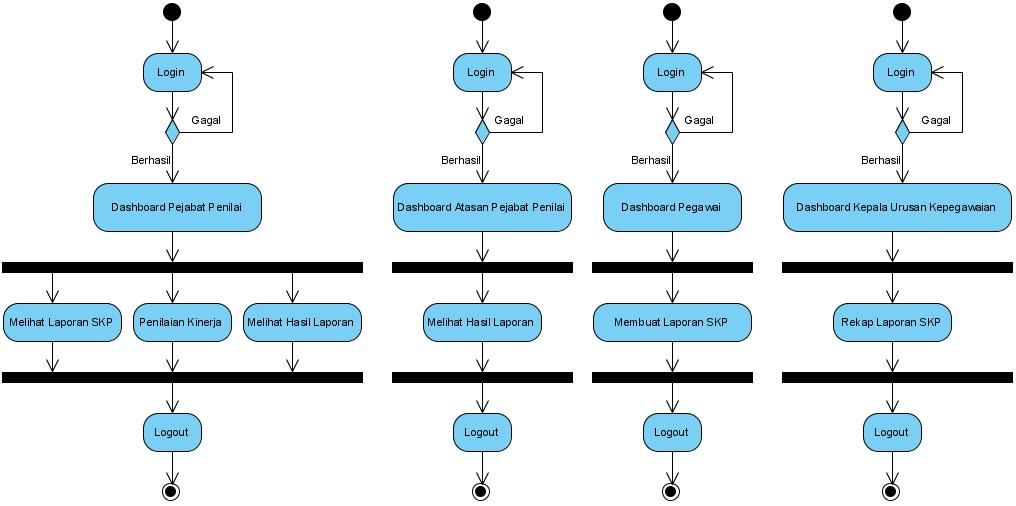 Login
Login
Login
Login
Gagal
Gagal
Gagal
Gagal
Berhasil
Berhasil
Berhasil
Berhasil
Dashboard Pejabat Penilai
Dashboard Atasan Pejabat Penilai
Dashboard Pegawai
Dashboard Kepala Urusan Kepegawaian
Melihat Laporan SKP
Penilaian Kinerja
Melihat Hasil Laporan
Melihat Hasil Laporan
Membuat Laporan SKP
Rekap Laporan SKP
Logout
Logout
Logout
Logout